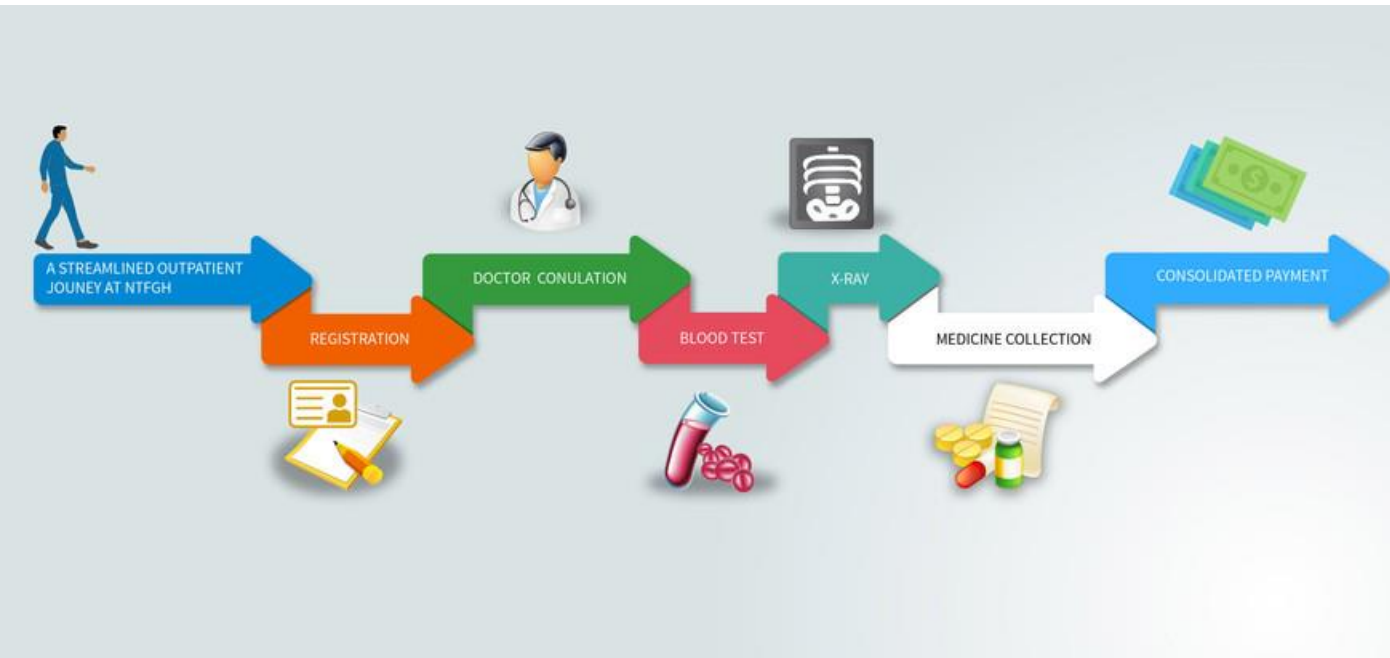 A STREAMLINED OUTPATIENT
JOUNEY AT NTFGH
REGISTRATION
DOCTOR CONULATION
BLOOD TEST
X-RAY
MEDICINE COLLECTION
CONSOLIDATED PAYMENT